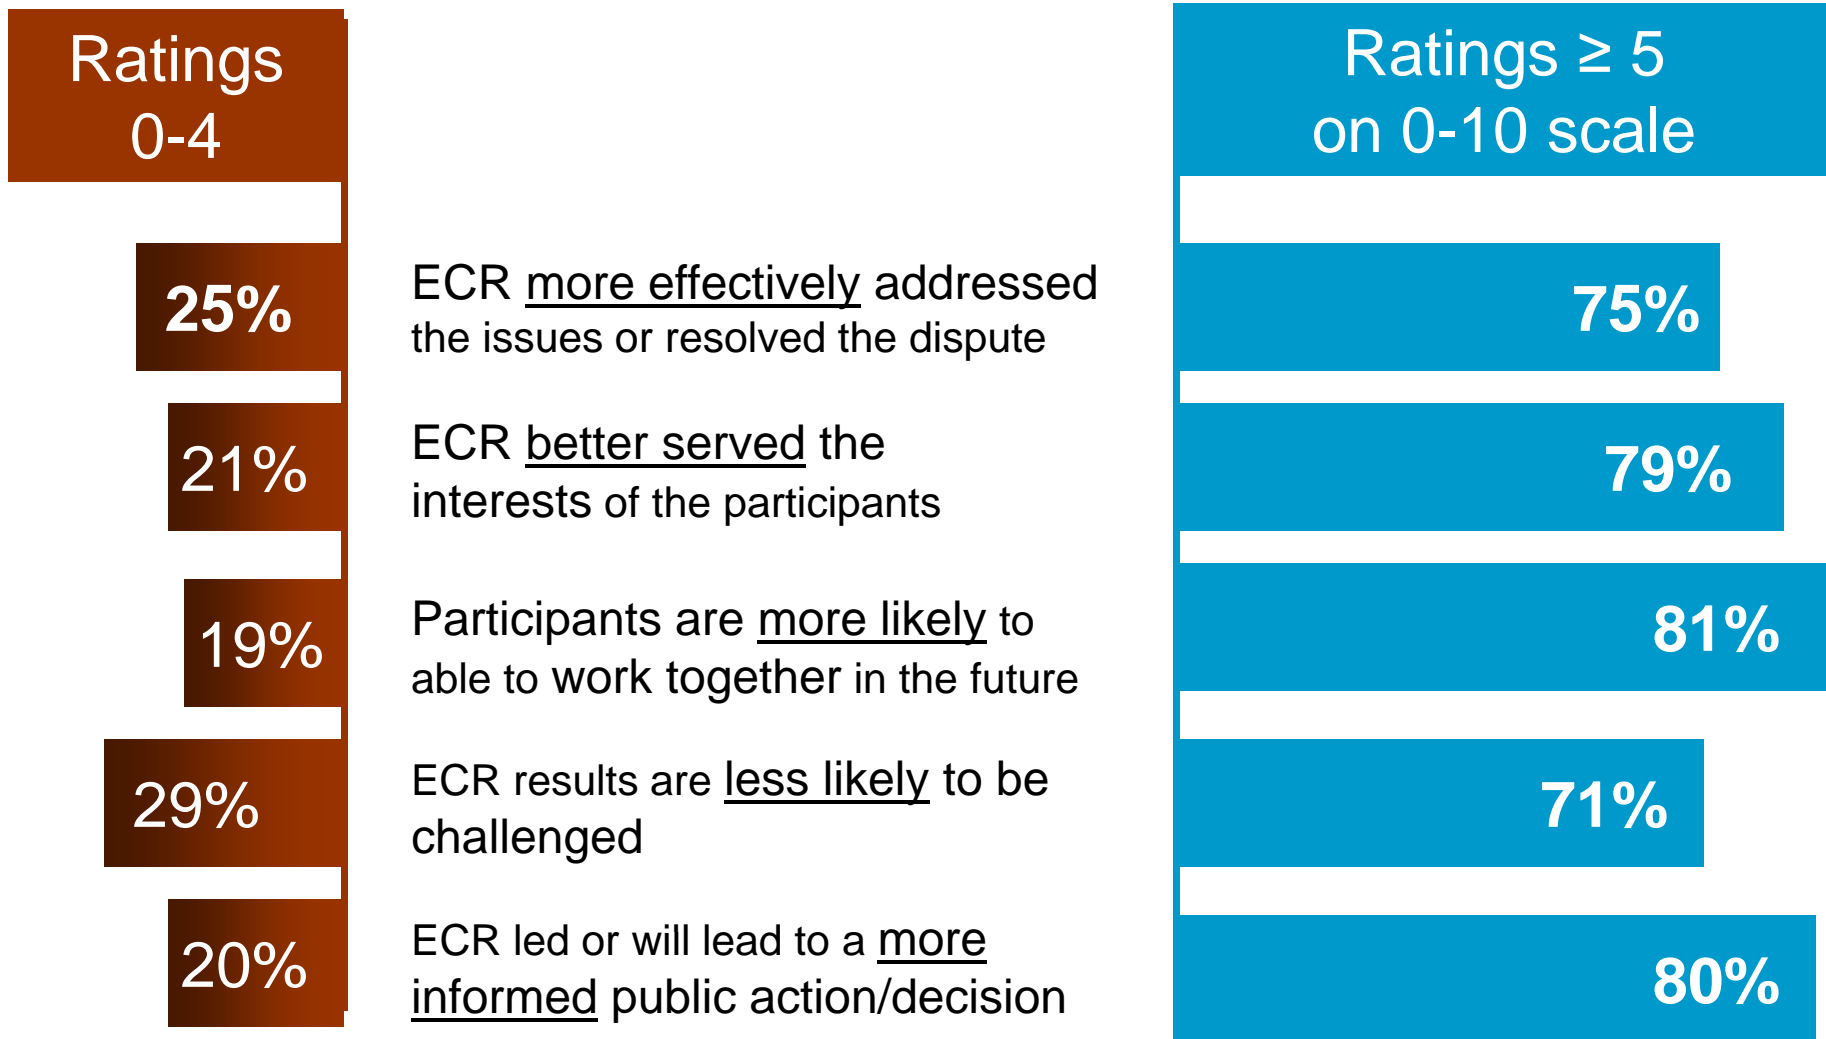 Ratings
0-4
Ratings ≥ 5
on 0-10 scale
25%
ECR more effectively addressed
the issues or resolved the dispute
75%
21%
ECR better served the
interests of the participants
79%
19%
Participants are more likely to
able to work together in the future
81%
29%
ECR results are less likely to be
challenged
71%
20%
ECR led or will lead to a more
informed public action/decision
80%